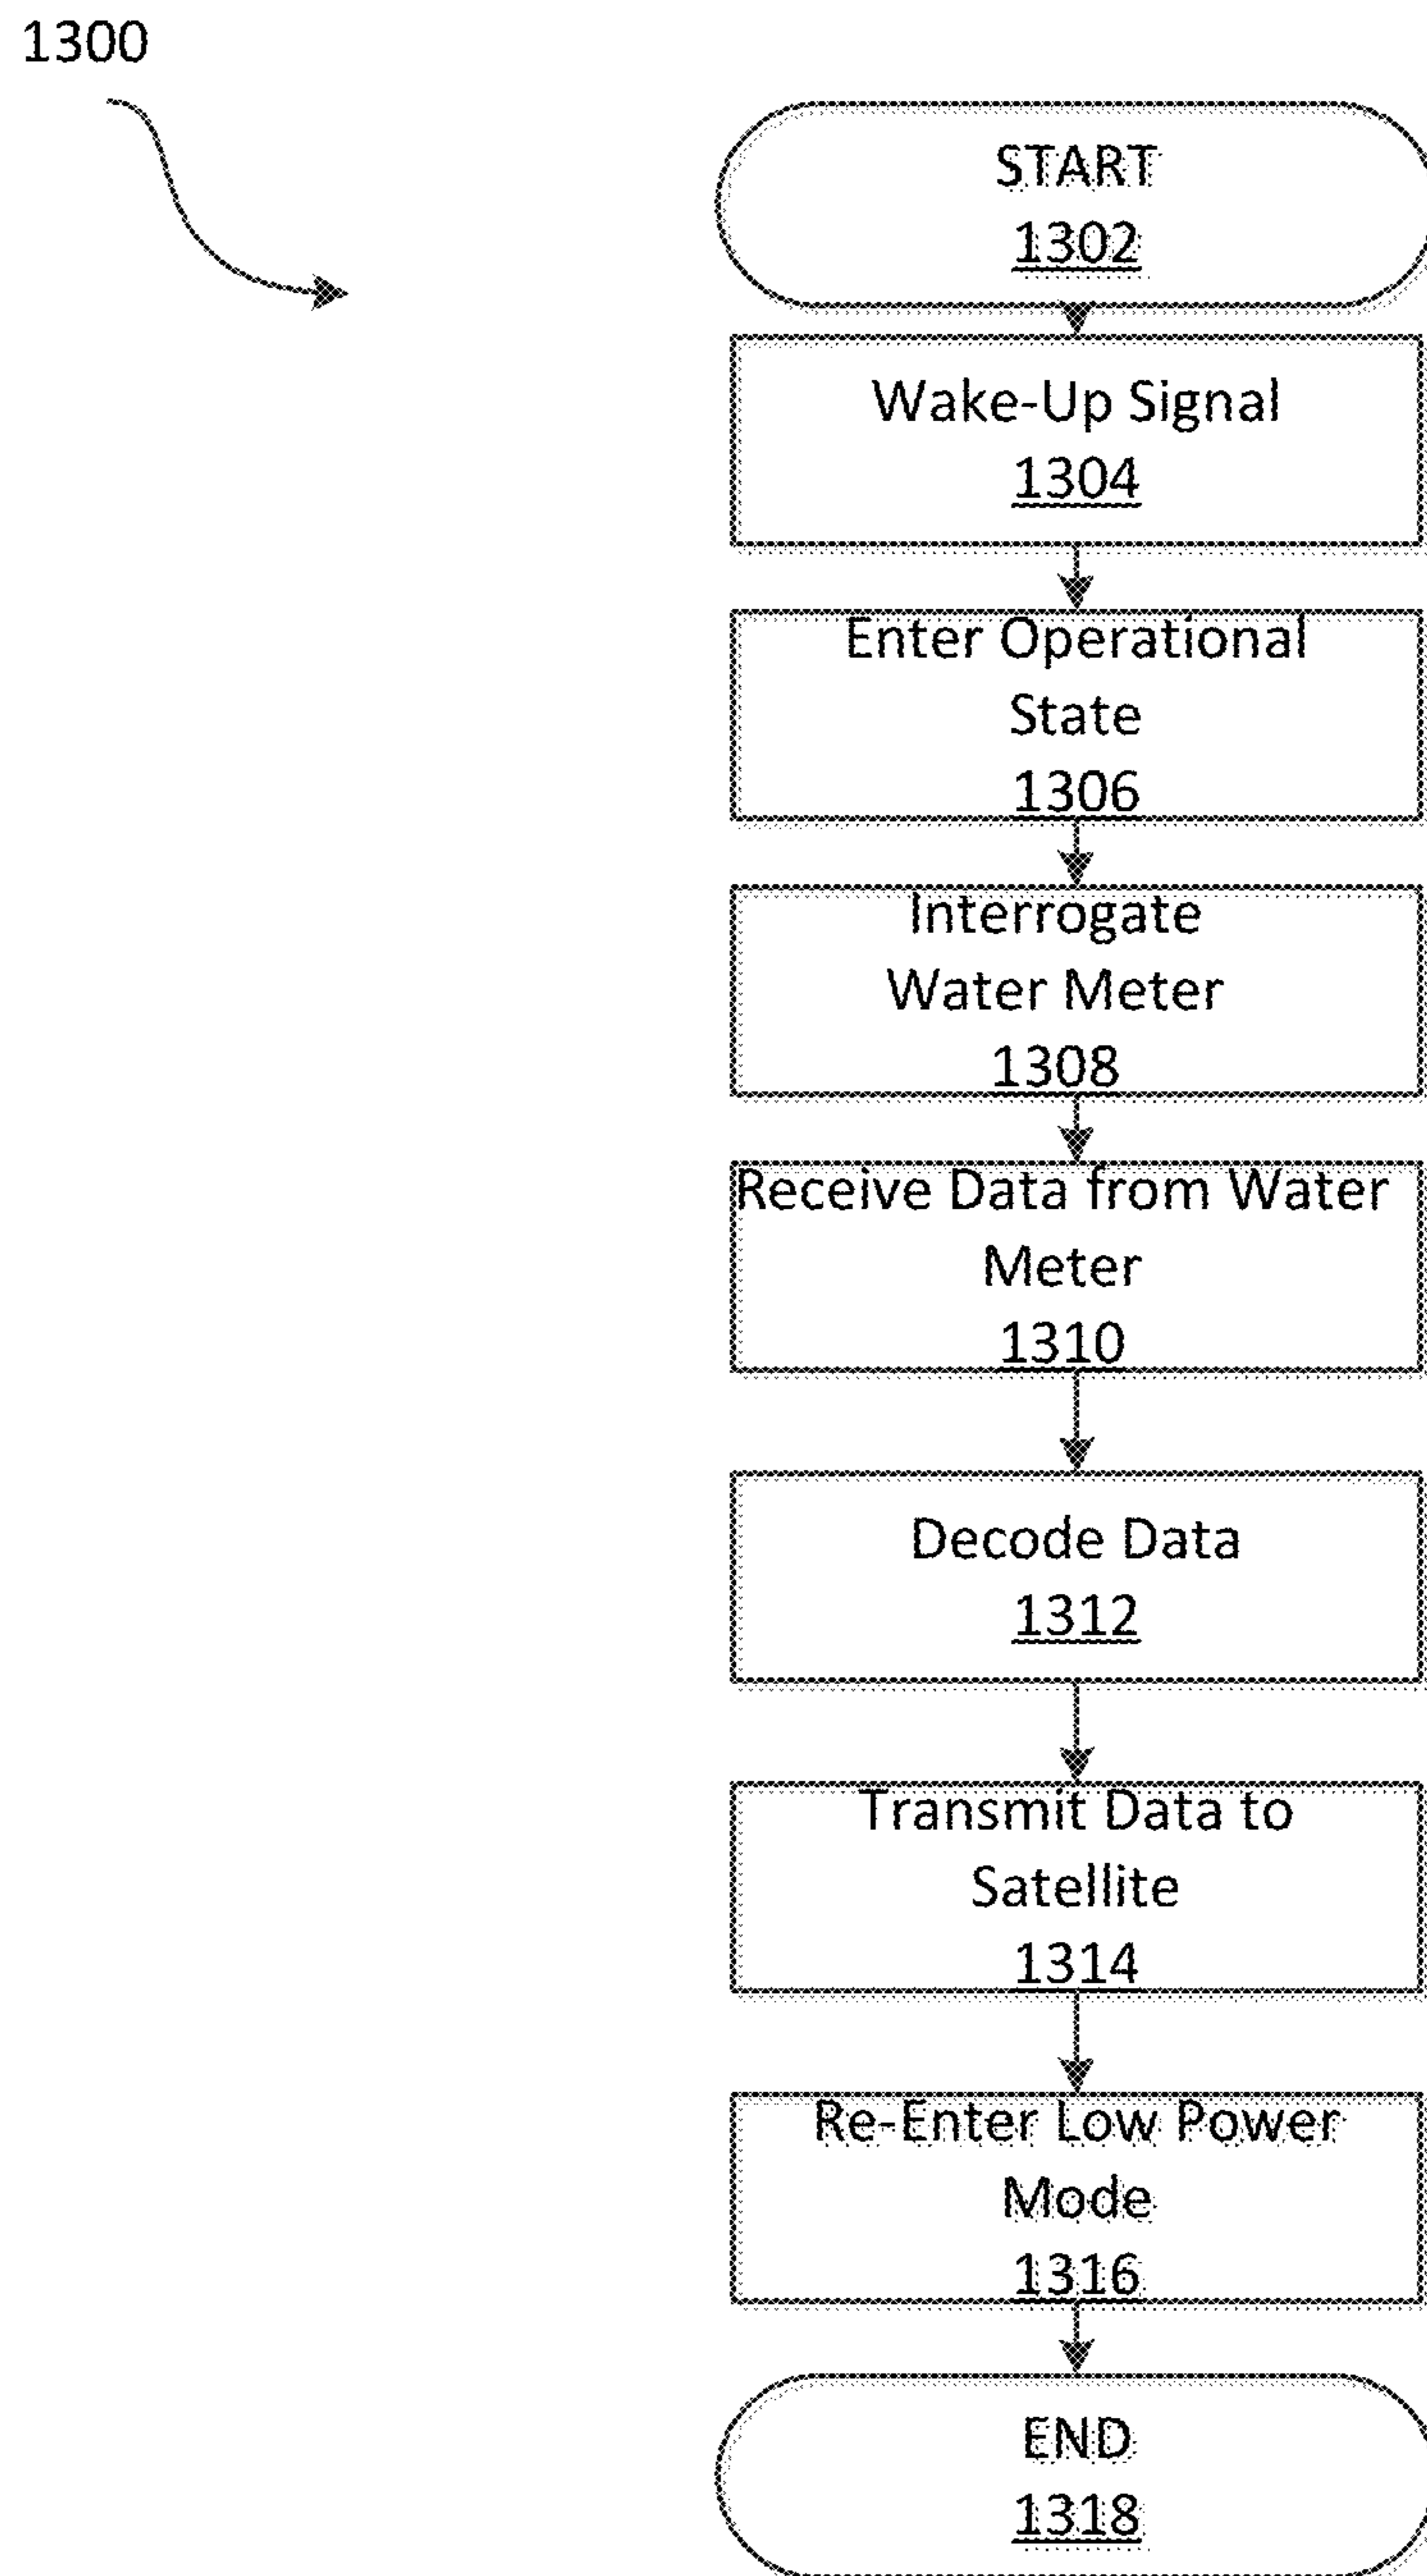 1300
START
1302
Wake-Up Signal
1304
Enter Operational
State
1306
Interrogate
Water Meter
1308
Receive Data from Water
Meter
1310
Decode Data
1312
Transmit Data to
Satellite
1314
Re-Enter Low Power
Mode
1316
END
1318